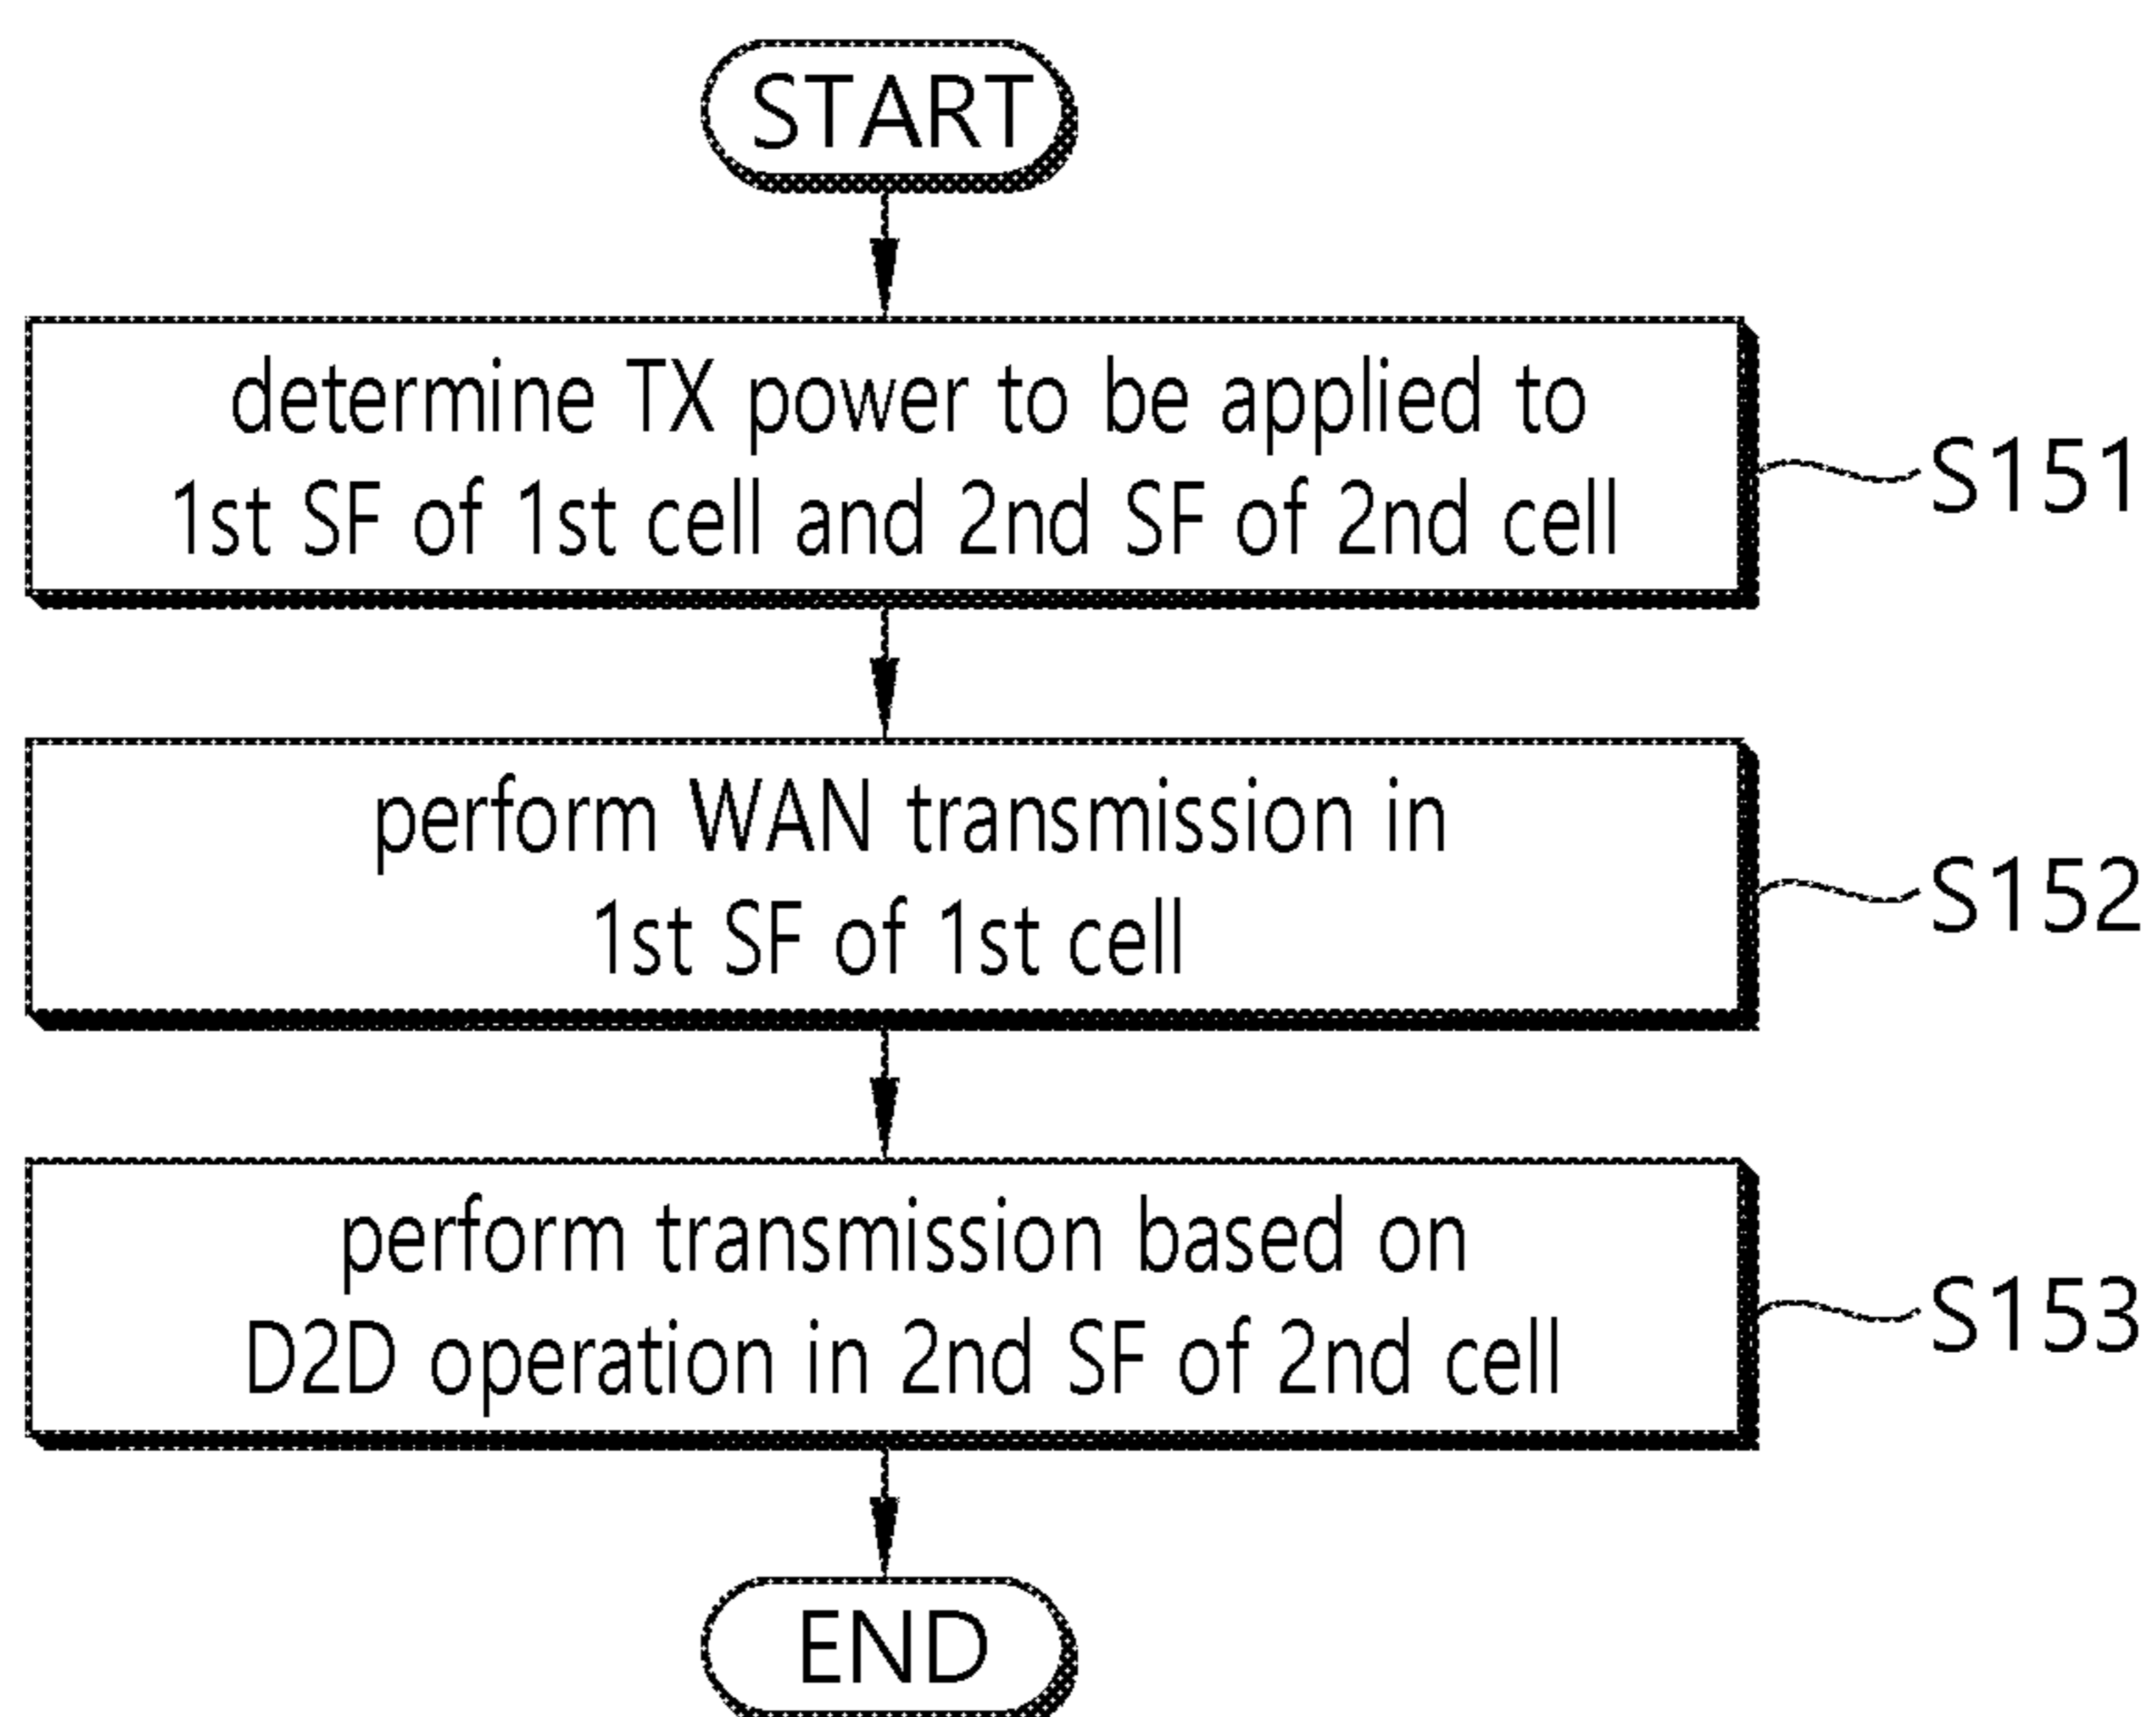 START
determine TX power to be applied to
1st SF of 1st cell and 2nd SF of 2nd cell
S151
perform WAN transmission in
1st SF of 1st cell
S152
perform transmission based on
D2D operation in 2nd SF of 2nd cell
S153
END